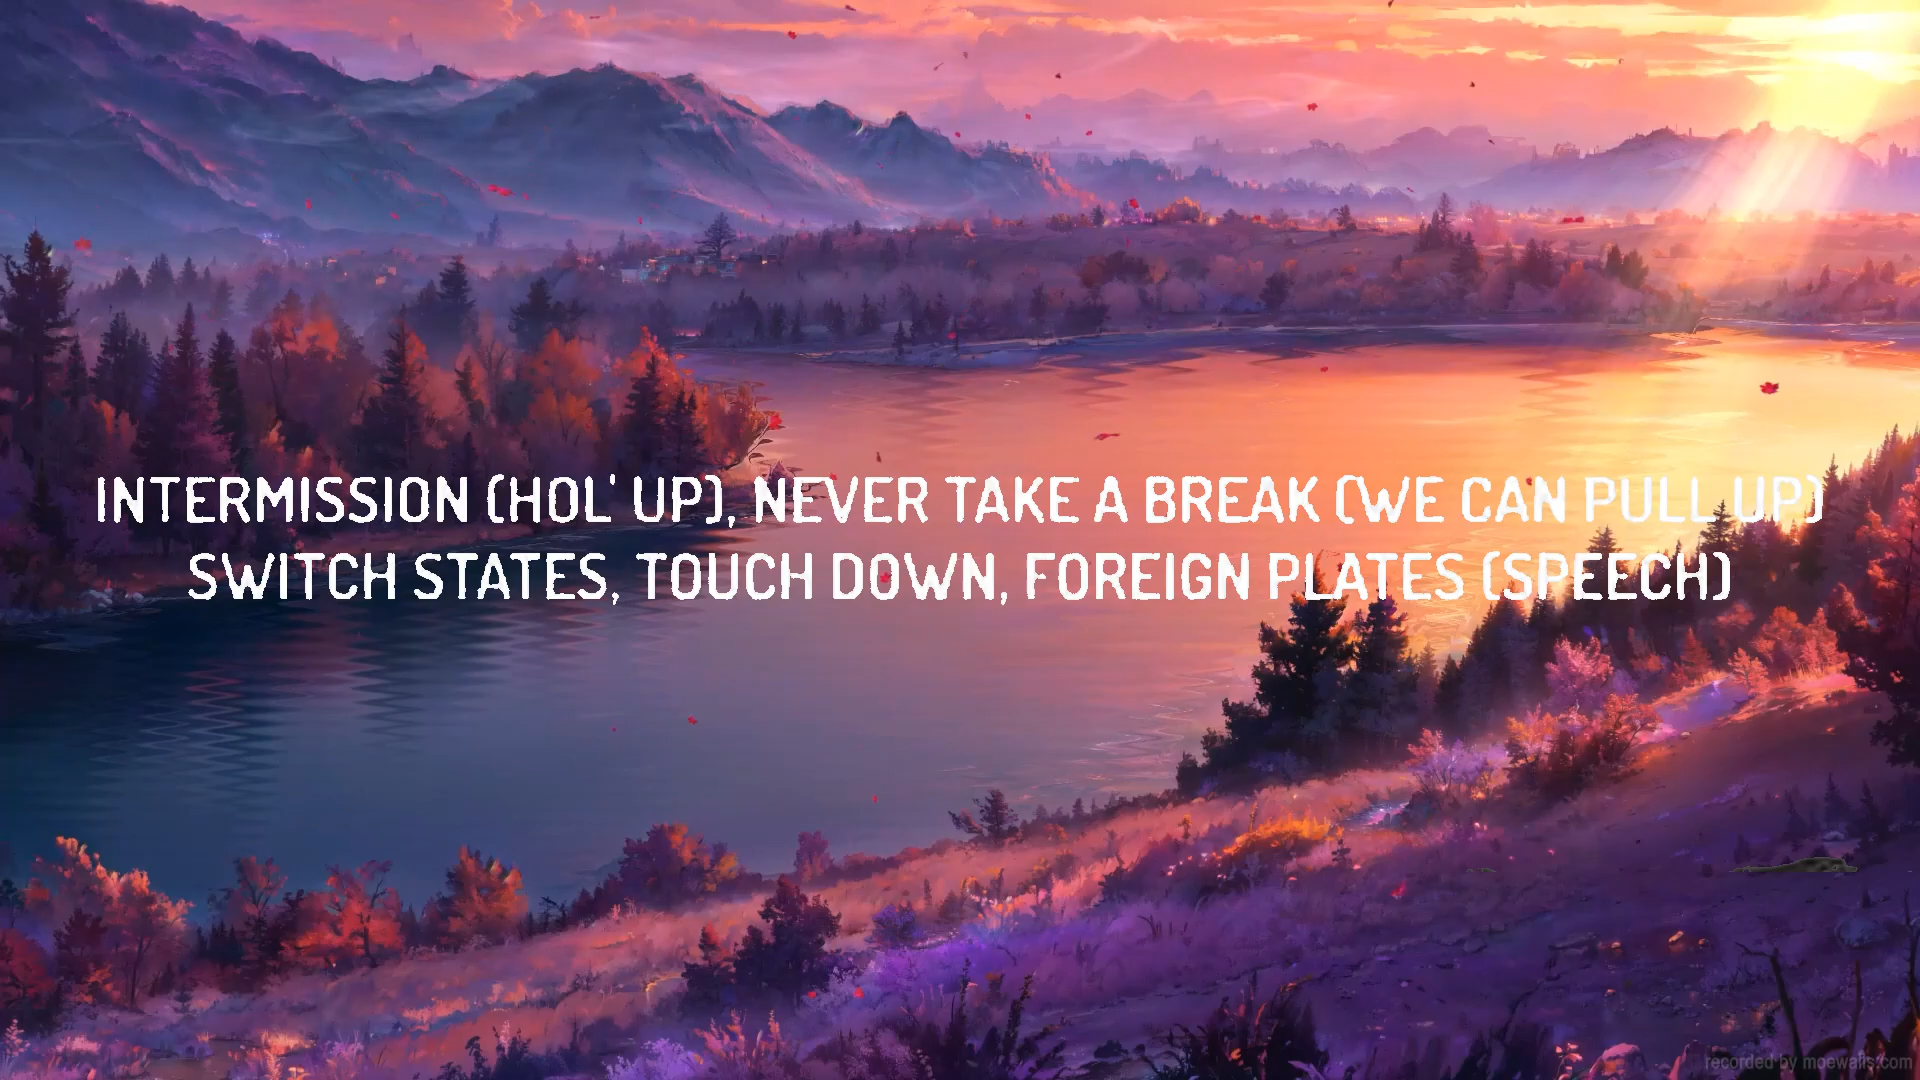 INTERMISSION (HOL' UP), NEVER TAKE A BREAK (WE CAN PULL UP)
SWITCH STATES, TOUCH DOWN, FOREIGN PLATES (SPEECH)
recorded by moewalls.com